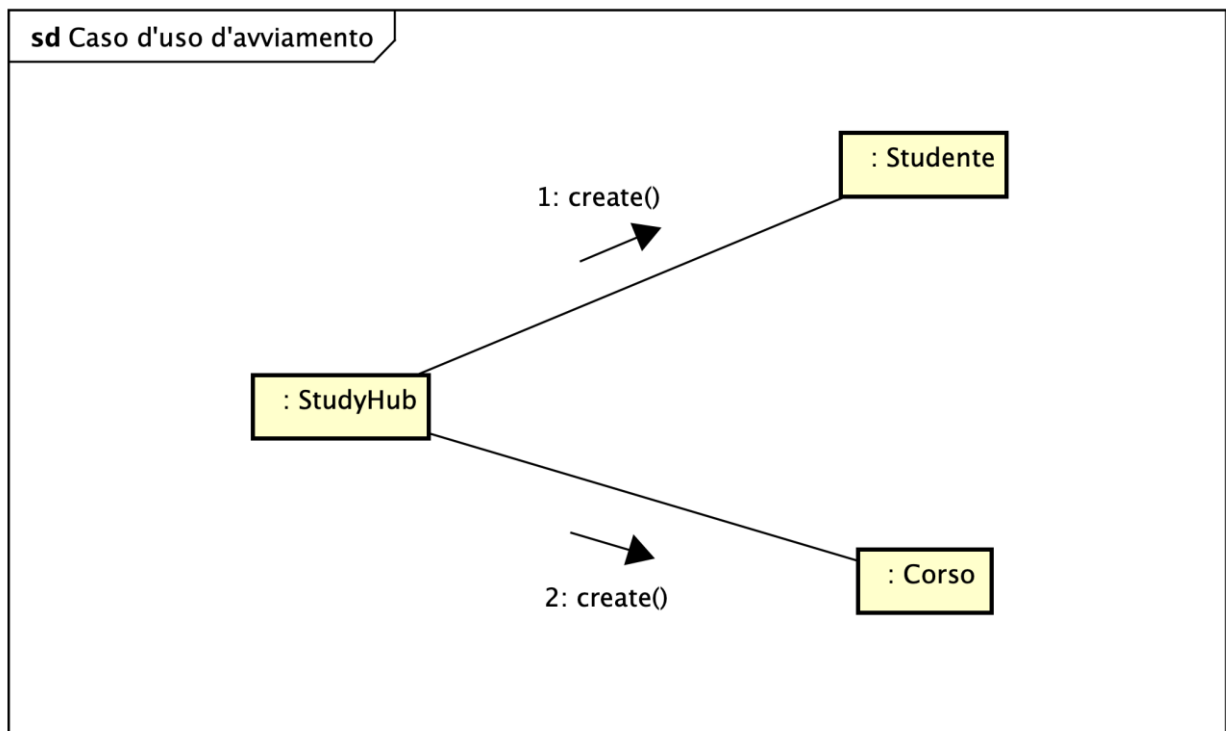 sd Caso d'uso d'avviamento
: Studente
1: create()
: StudyHub
: Corso
2: create()